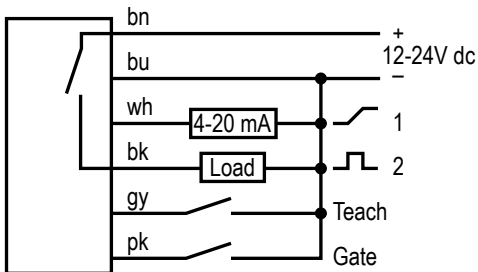 bn
+
12-24V dc
bu
–
wh
4-20 mA
1
bk
Load
2
gy
Teach
pk
Gate